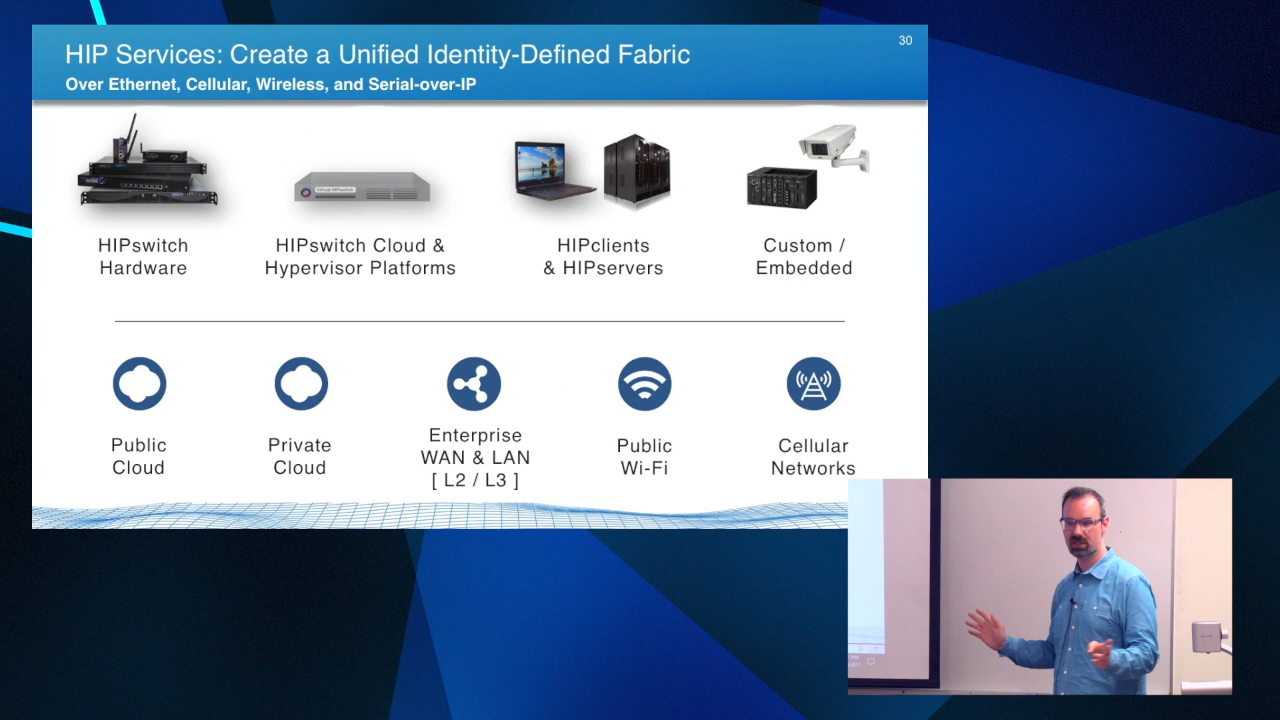 HIP Services: Create a Unified Identity-Defined Fabric
30
Over Ethernet, Cellular, Wireless, and Serial-over-IP
Virtual HIPswitch
HIPswitch
Hardware
HIPswitch Cloud &
Hypervisor Platforms
HIPclients
& HIPservers
Custom /
Embedded
Public
Cloud
Private
Cloud
Enterprise
WAN & LAN
[ L2 / L3 ]
Public
Wi-Fi
Cellular
Networks